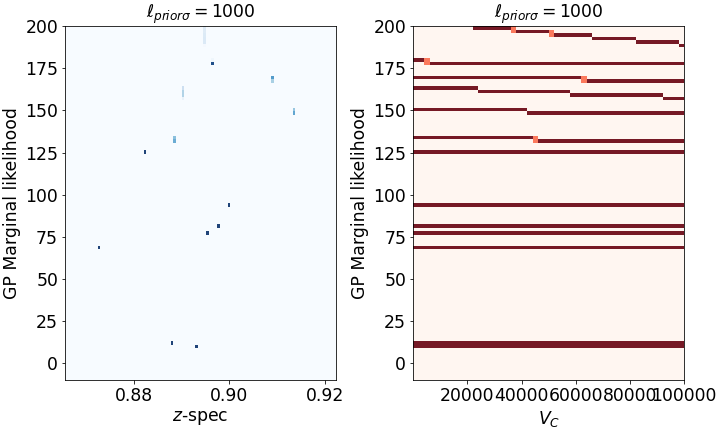 ℓ_{priorσ} = 1000
GP Marginal likelihood
200
175
150
125
100
75
50
25
0
0.88 0.90 0.92
z-spec
ℓ_{priorσ} = 1000
GP Marginal likelihood
200
175
150
125
100
75
50
25
0
20000 40000 60000 80000 100000
V_C